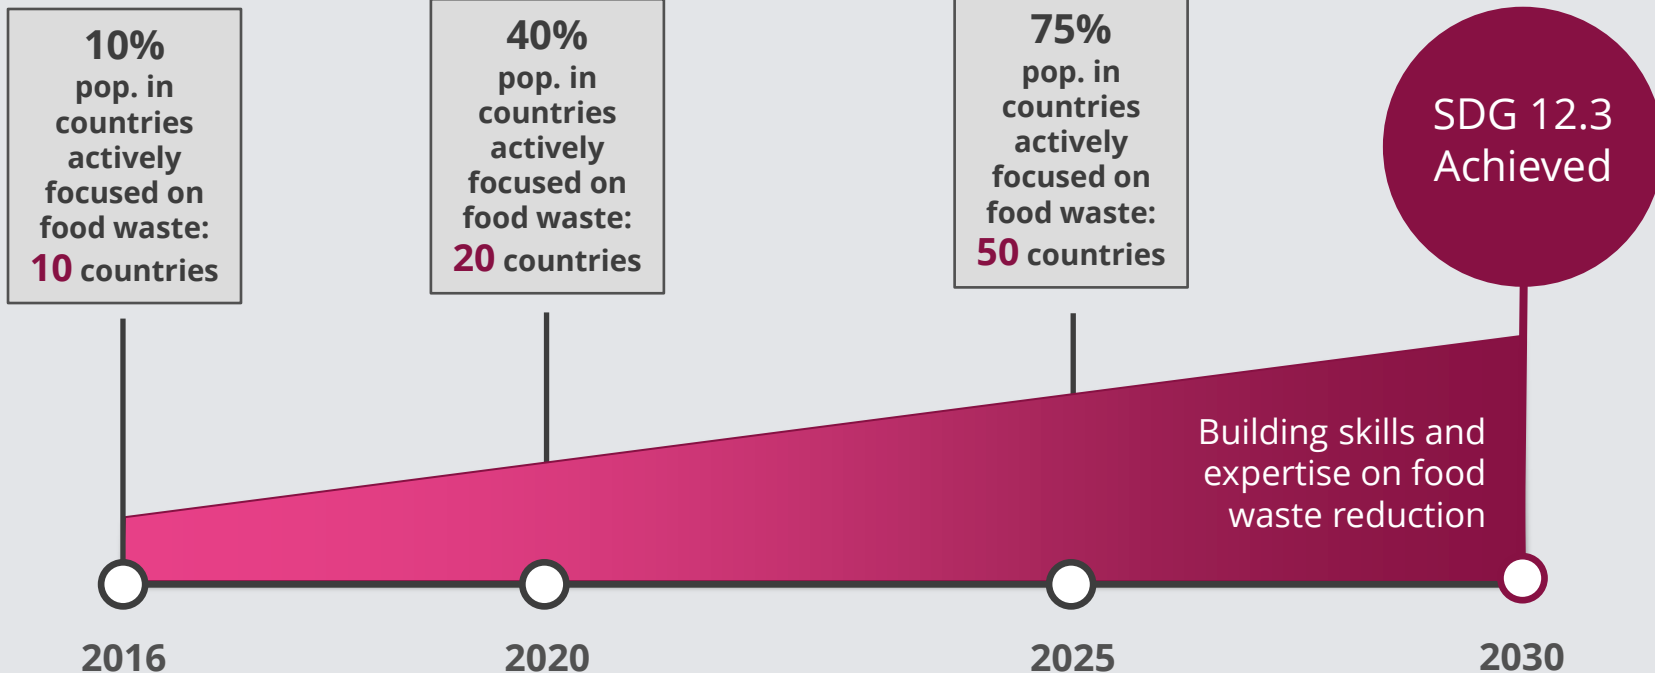 10%
pop. in
countries
actively
focused on
food waste:
10 countries
40%
pop. in
countries
actively
focused on
food waste:
20 countries
75%
pop. in
countries
actively
focused on
food waste:
50 countries
SDG 12.3
Achieved
Building skills and
expertise on food
waste reduction
2016
2020
2025
2030